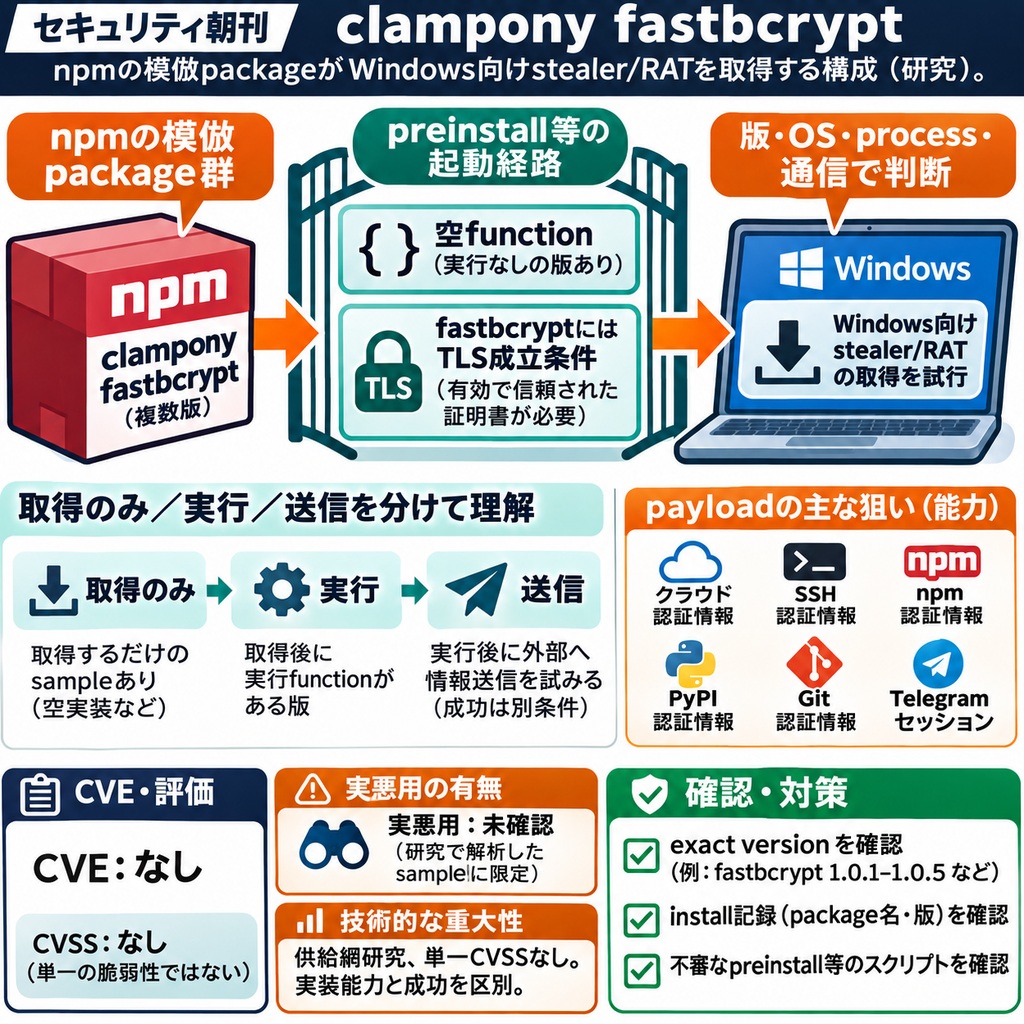 セキュリティ朝刊
clampony fastbcrypt
npmの模倣packageが Windows向けstealer/RATを取得する構成（研究）。
npmの模倣
package群
preinstall等の
起動経路
版・OS・process・
通信で判断
npm
clampony
fastbcrypt
（複数版）
{ }
空function
（実行なしの版あり）
TLS
fastbcryptには
TLS成立条件
（有効で信頼された
証明書が必要）
Windows
Windows向け
stealer/RAT
の取得を試行
取得のみ／実行／送信を分けて理解
取得のみ
実行
送信
取得するだけの
sampleあり
（空実装など）
取得後に
実行functionが
ある版
実行後に外部へ
情報送信を試みる
（成功は別条件）
payloadの主な狙い（能力）
クラウド
認証情報
SSH
認証情報
npm
npm
認証情報
PyPI
認証情報
Git
認証情報
Telegram
セッション
CVE・評価
CVE：なし
CVSS：なし
（単一の脆弱性ではない）
実悪用の有無
実悪用：未確認
（研究で解析した
sampleに限定）
技術的な重大性
供給網研究、単一CVSSなし。
実装能力と成功を区別。
確認・対策
exact version を確認
（例：fastbcrypt 1.0.1–1.0.5 など）
install記録（package名・版）を確認
不審なpreinstall等のスクリプトを確認